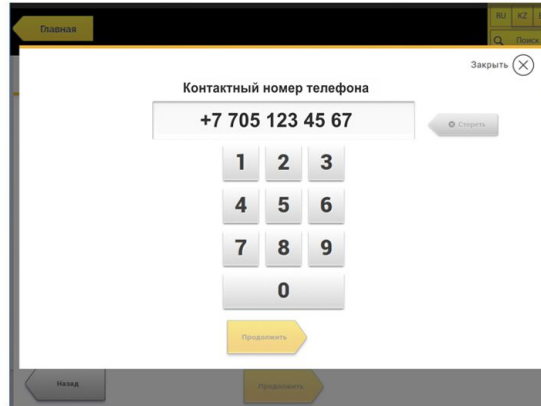 Главная
RU KZ
Поиск
Закрыть
Контактный номер телефона
+7 705 123 45 67
Стереть
1 2 3
4 5 6
7 8 9
0
Продолжить
Назад
Продолжить